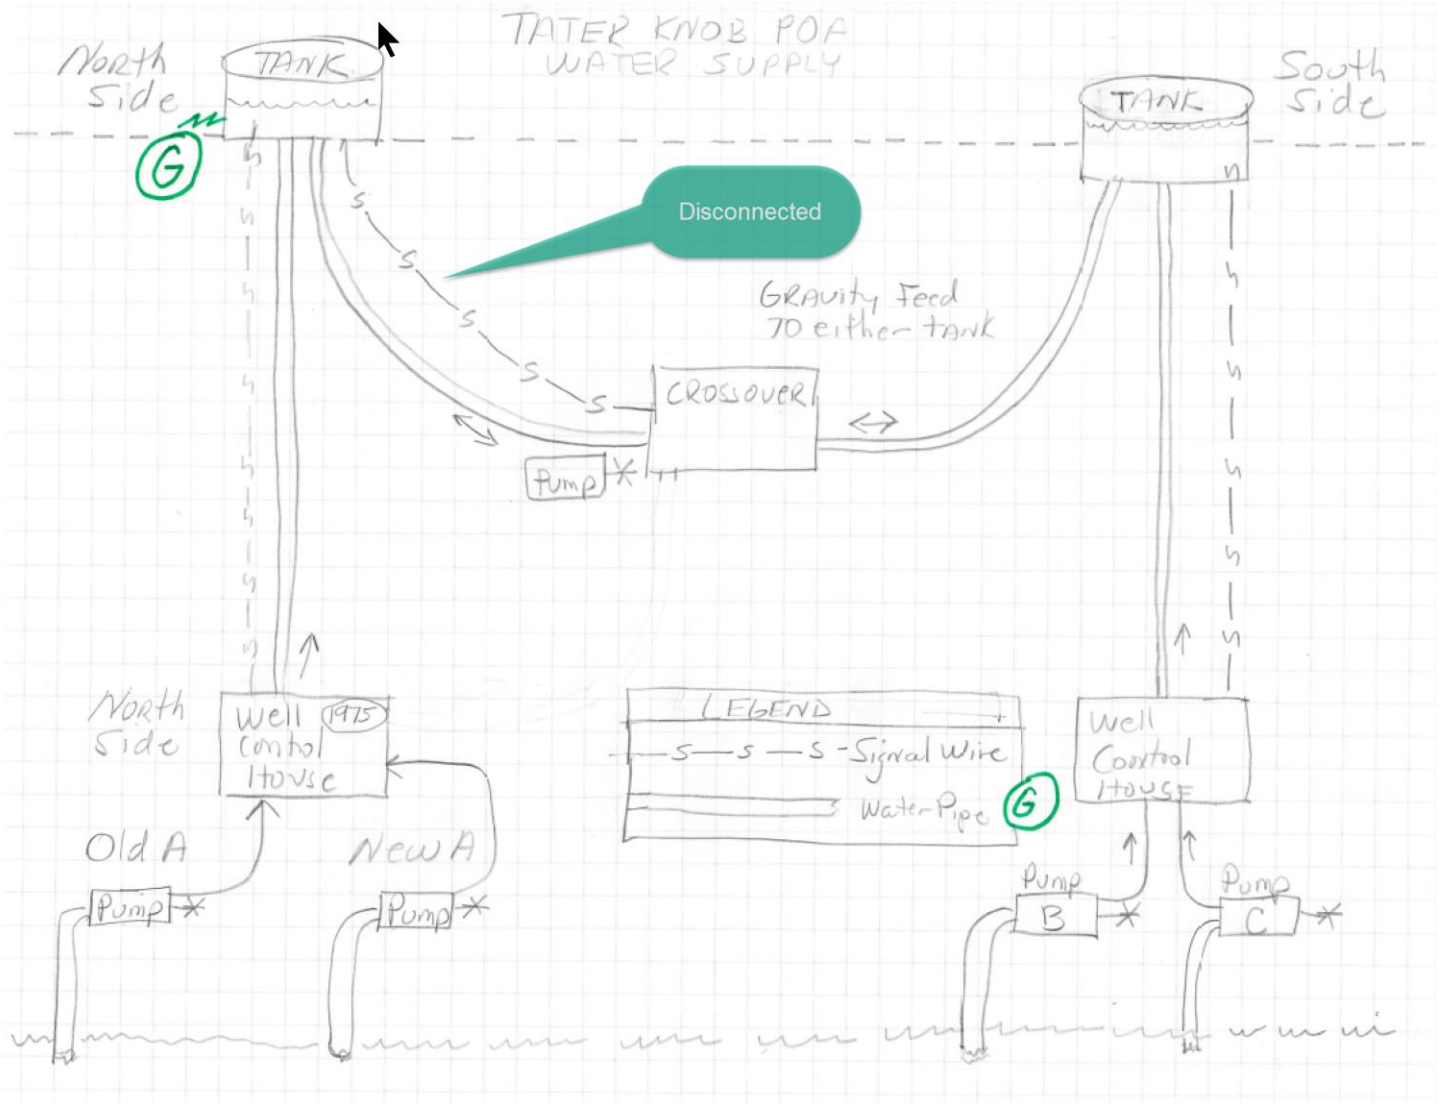 TATER KNOB POA
WATER SUPPLY
North
Side
TANK
South
Side
TANK
G
Disconnected
S
S
S
S
S
GRAVITY Feed
TO either TANK
CROSSOVER
Pump
North
Side
Well 1975
Control
House
LEGEND
S S S - Signal Wire
Water Pipe
G
Well
Control
HOUSE
Old A
New A
Pump
Pump
Pump
B
Pump
C